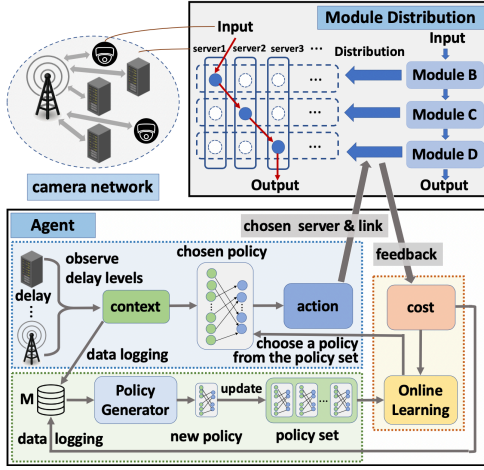 Module Distribution
Input
Input
server1 server2 server3 ...
Distribution
Module B
...
Module C
...
Module D
...
Output
Output
camera network
Agent
chosen server & link
feedback
observe
delay levels
chosen policy
delay
...
context
action
cost
data logging
choose a policy
from the policy set
M
Policy
Generator
update
...
Online
Learning
data logging
new policy
policy set